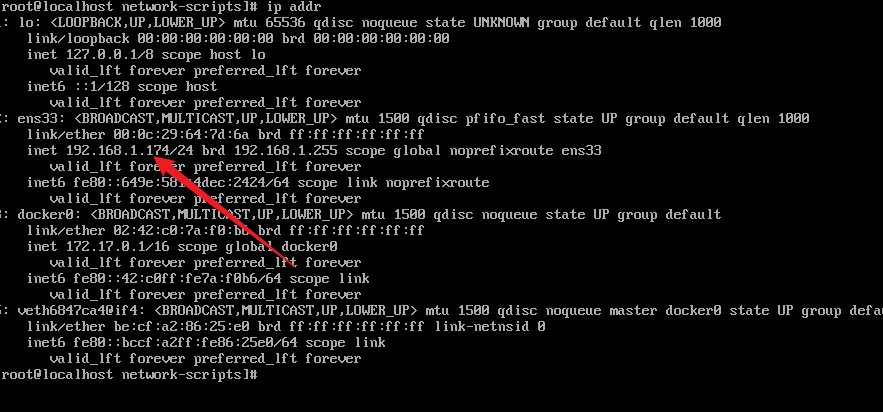 root@localhost network-scripts]# ip addr
: lo: <LOOPBACK,UP,LOWER_UP> mtu 65536 qdisc noqueue state UNKNOWN group default qlen 1000
link/loopback 00:00:00:00:00:00 brd 00:00:00:00:00:00
inet 127.0.0.1/8 scope host lo
valid_lft forever preferred_lft forever
inet6 ::1/128 scope host
valid_lft forever preferred_lft forever
: ens33: <BROADCAST,MULTICAST,UP,LOWER_UP> mtu 1500 qdisc pfifo_fast state UP group default qlen 1000
link/ether 00:0c:29:64:7d:6a brd ff:ff:ff:ff:ff:ff
inet 192.168.1.174/24 brd 192.168.1.255 scope global noprefixroute ens33
valid_lft forever preferred_lft forever
inet6 scope link noprefixroute
valid_lft forever preferred_lft forever
: docker0: <BROADCAST,MULTICAST,UP,LOWER_UP> mtu 1500 qdisc noqueue state UP group default
link/ether 02:42:c0:7a:f0:b6 brd ff:ff:ff:ff:ff:ff
inet 172.17.0.1/16 scope global docker0
valid_lft forever preferred_lft forever
inet6 fe80::42:c0ff:fe7a:f0b6/64 scope link
valid_lft forever preferred_lft forever
: veth6847ca4@if4: <BROADCAST,MULTICAST,UP,LOWER_UP> mtu 1500 qdisc noqueue master docker0 state UP group defa
link/ether be:cf:a2:86:25:e0 brd ff:ff:ff:ff:ff:ff link-netnsid 0
inet6 fe80::bccf:a2ff:fe86:25e0/64 scope link
valid_lft forever preferred_lft forever
root@localhost network-scripts]#